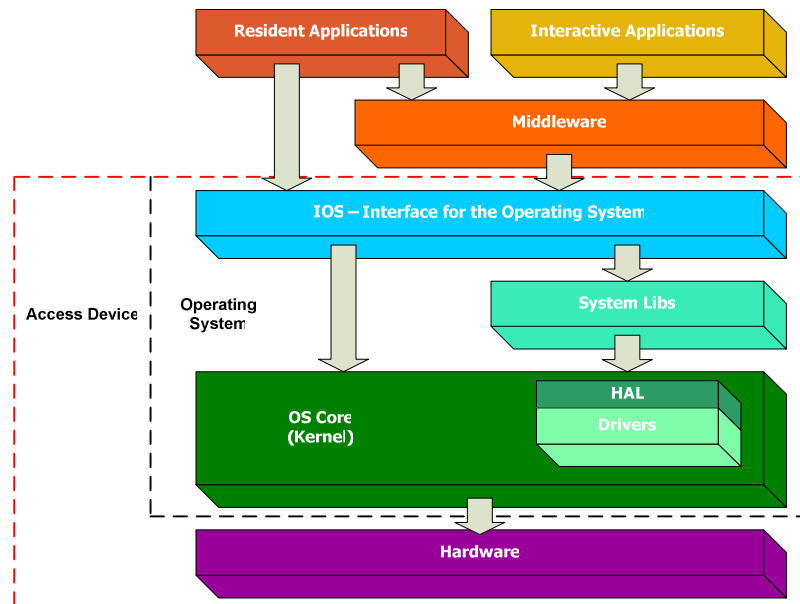 Resident Applications
Interactive Applications
Middleware
IOS – Interface for the Operating System
Access Device
Operating
System
System Libs
OS Core
(Kernel)
HAL
Drivers
Hardware